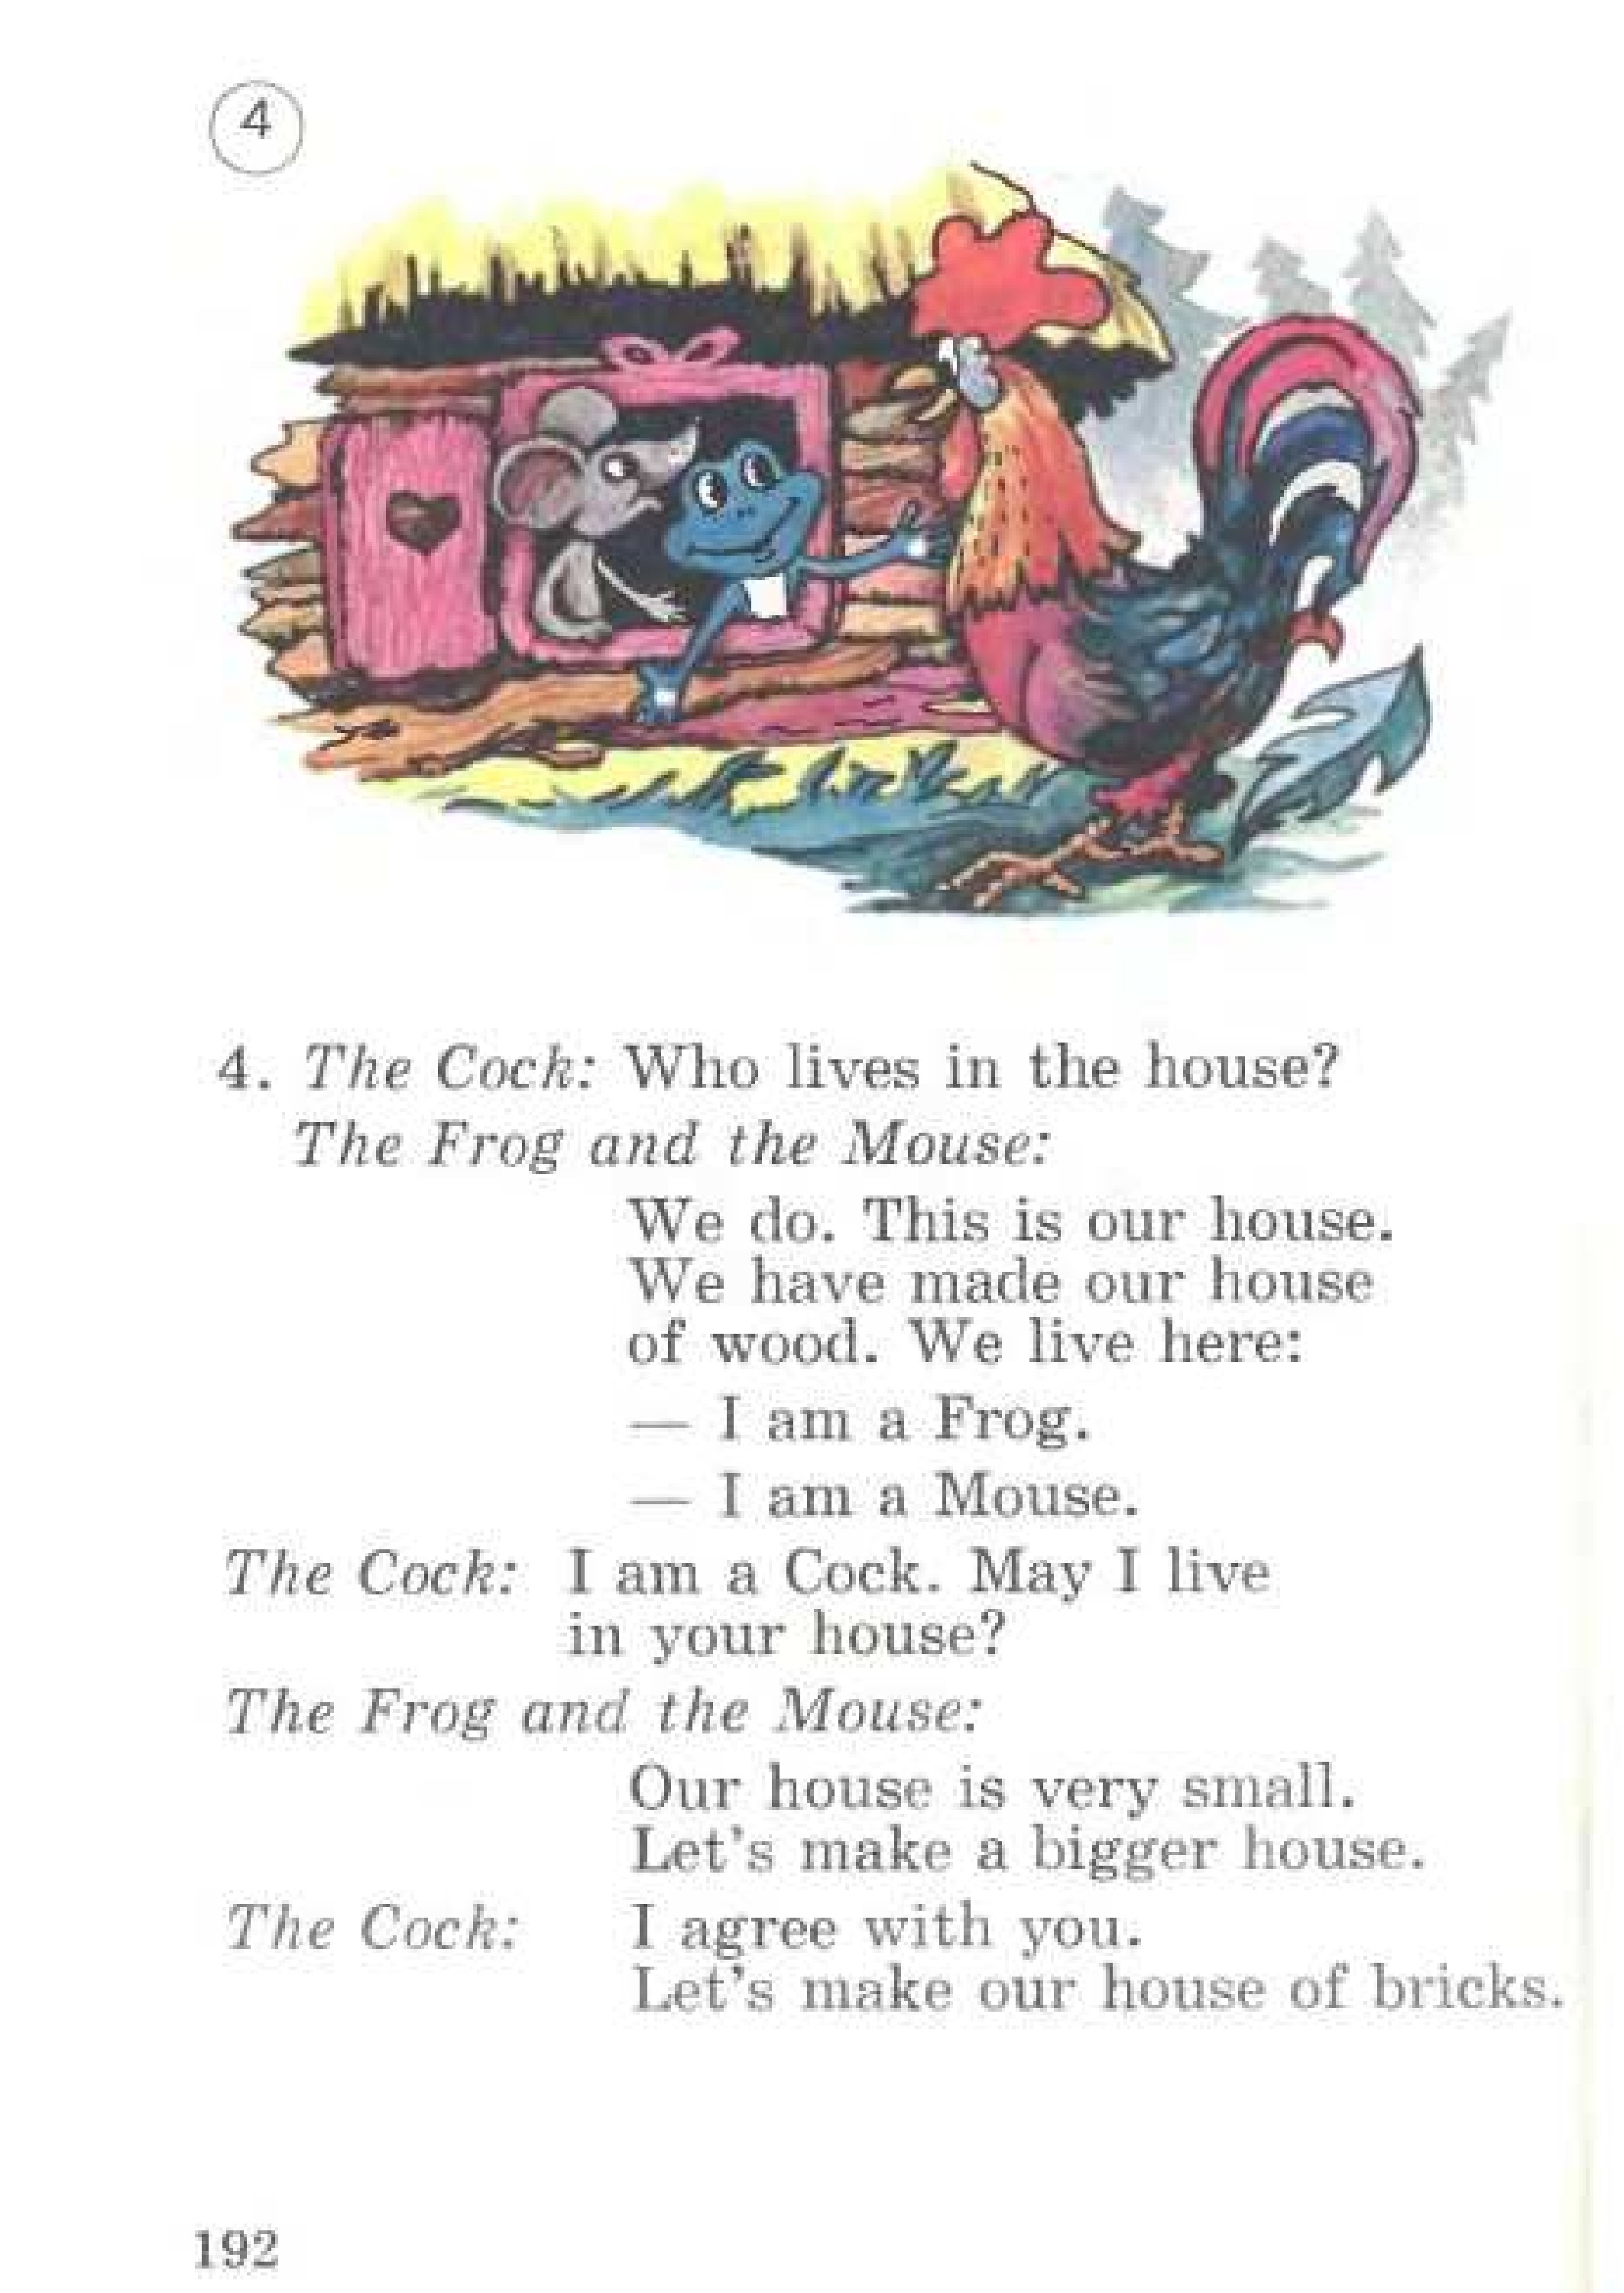 4
4. The Cock: Who lives in the house?
The Frog and the Mouse:
We do. This is our house.
We have made our house
of wood. We live here:
— I am a Frog.
— I am a Mouse.
The Cock: I am a Cock. May I live
in your house?
The Frog and the Mouse:
Our house is very small.
Let's make a bigger house.
The Cock: I agree with you.
Let's make our house of bricks.
192